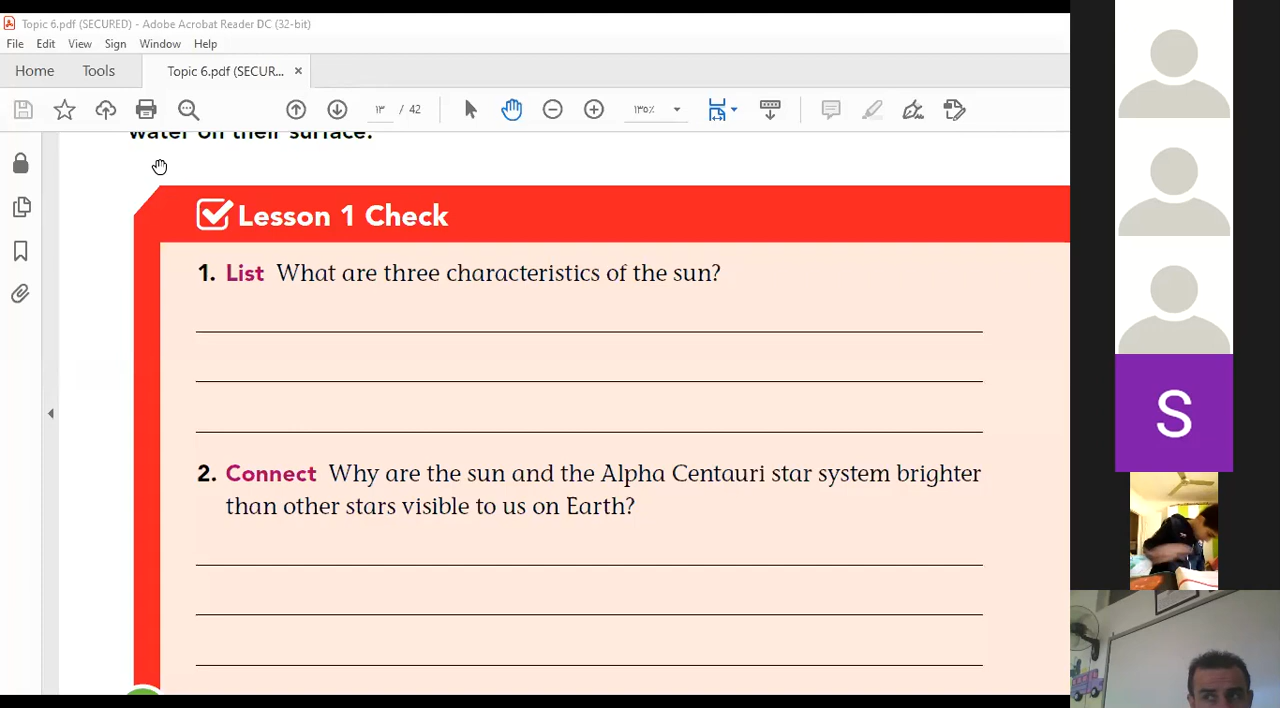 Topic 6.pdf (SECURED) - Adobe Acrobat Reader DC (32-bit)
File Edit View Sign Window Help
Home Tools Topic 6.pdf (SECUR... ×
١٣ / 42 ١٣٥٪
water on their surface.
Lesson 1 Check
1. List What are three characteristics of the sun?
2. Connect Why are the sun and the Alpha Centauri star system brighter
than other stars visible to us on Earth?
S